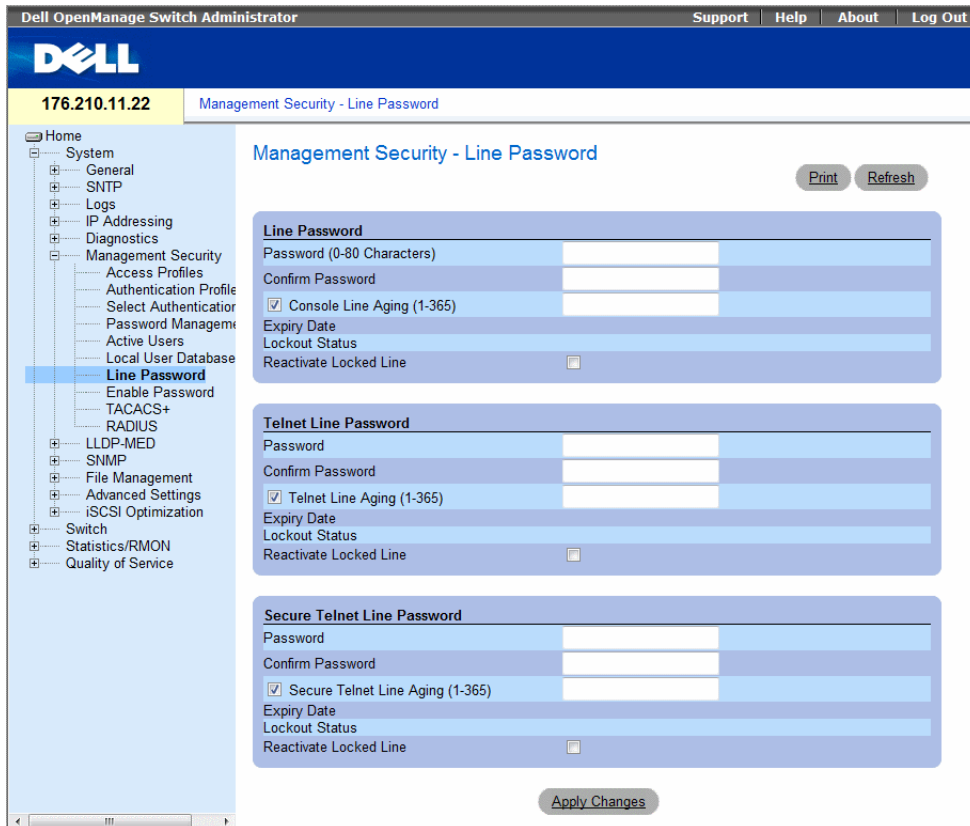 Dell OpenManage Switch Administrator
Support | Help | About | Log Out
DELL
176.210.11.22
Management Security - Line Password
Home
System
General
SNTP
Logs
IP Addressing
Diagnostics
Management Security
Access Profiles
Authentication Profile
Select Authentication
Password Manageme
Active Users
Local User Database
Line Password
Enable Password
TACACS+
RADIUS
LLDP-MED
SNMP
File Management
Advanced Settings
iSCSI Optimization
Switch
Statistics/RMON
Quality of Service
Management Security - Line Password
Print Refresh
Line Password
Password (0-80 Characters)
Confirm Password
Console Line Aging (1-365)
Expiry Date
Lockout Status
Reactivate Locked Line
Telnet Line Password
Password
Confirm Password
Telnet Line Aging (1-365)
Expiry Date
Lockout Status
Reactivate Locked Line
Secure Telnet Line Password
Password
Confirm Password
Secure Telnet Line Aging (1-365)
Expiry Date
Lockout Status
Reactivate Locked Line
Apply Changes